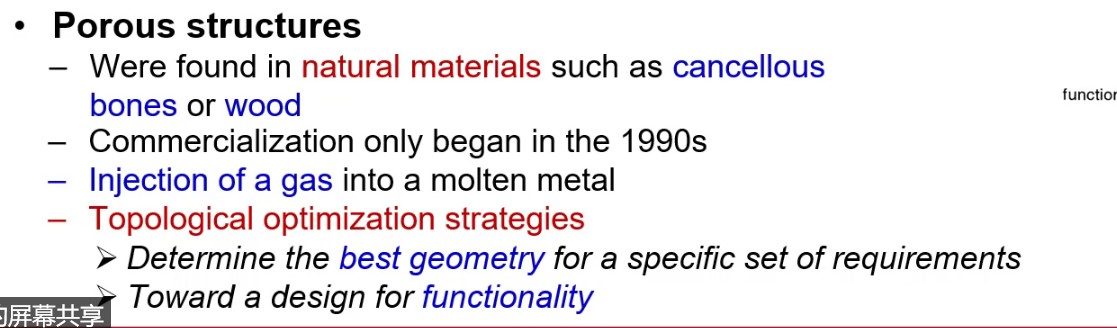 • Porous structures
– Were found in natural materials such as cancellous
bones or wood
function
– Commercialization only began in the 1990s
– Injection of a gas into a molten metal
– Topological optimization strategies
➢ Determine the best geometry for a specific set of requirements
➢ Toward a design for functionality
的屏幕共享